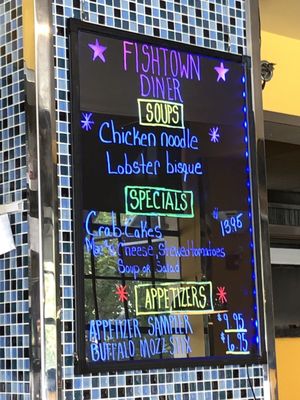 FISHTOWN
DINER
SOUPS
Chicken noodle
Lobster bisque
SPECIALS
Crab Cakes $13.95
Mac & Cheese, Stewed tomatoes
Soup or Salad
APPETIZERS
APPETIZER SAMPLER $9.95
BUFFALO MOZZ STIX $6.95